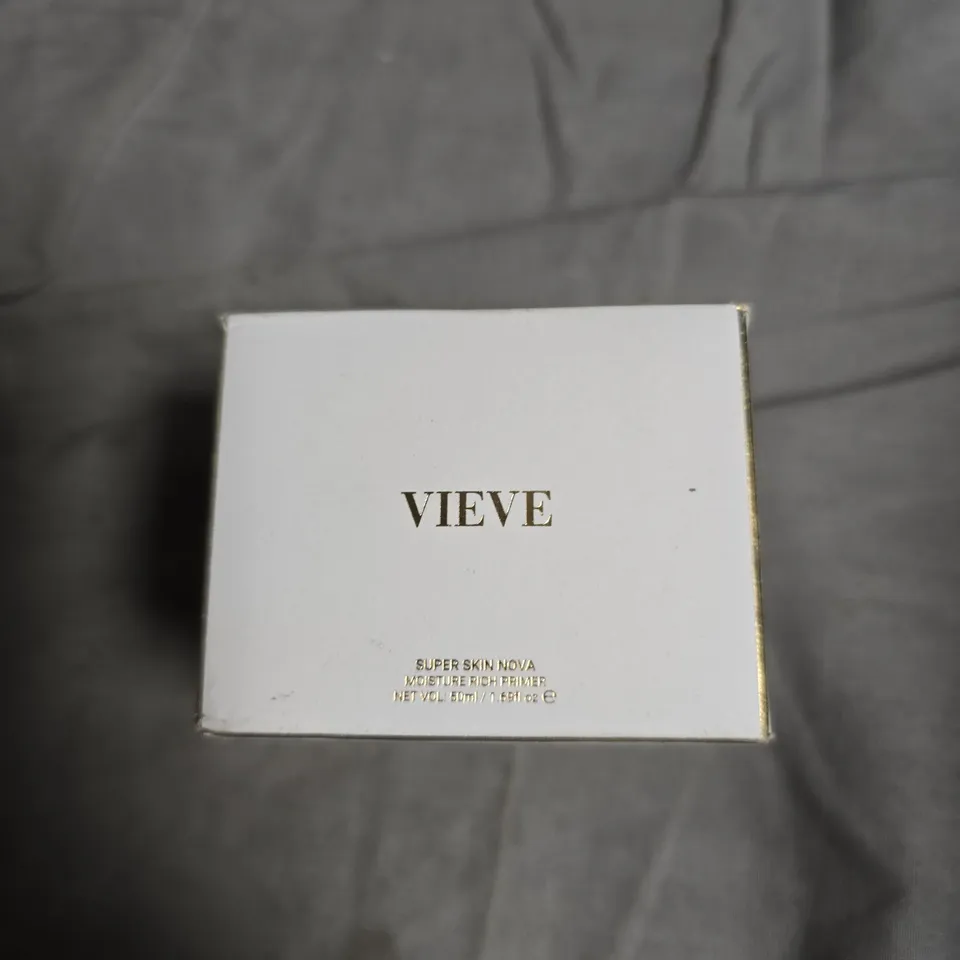 VIEVE
SUPER SKIN NOVA
MOISTURE RICH PRIMER
NET VOL. 50ml / 1.69fl oz ℮